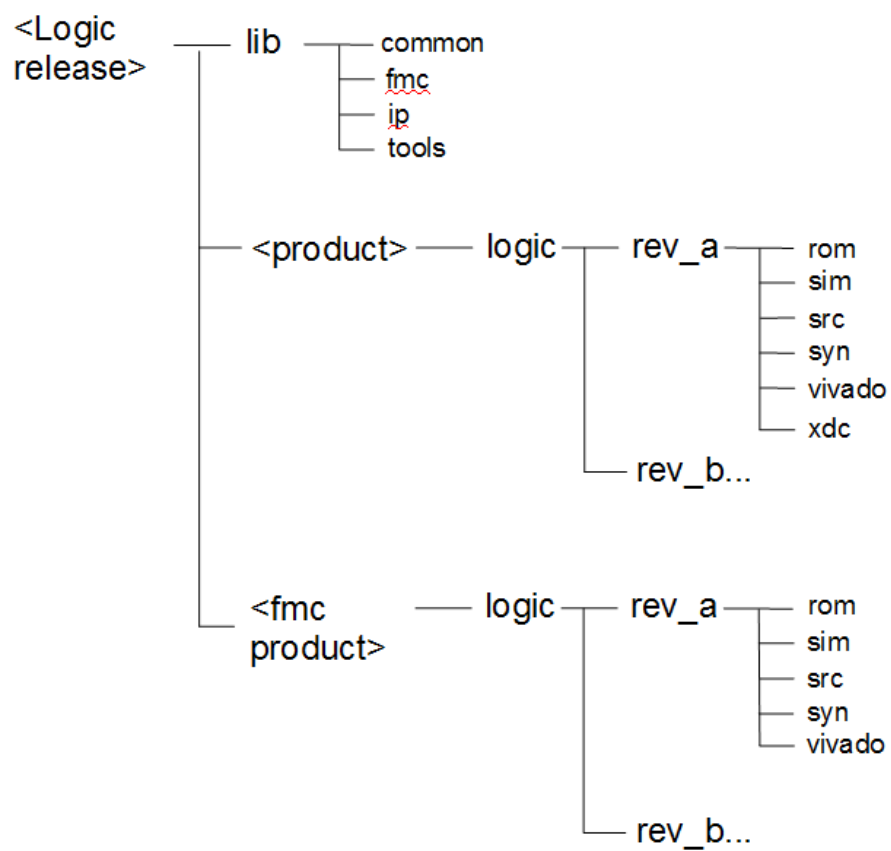 <Logic
release>
lib
common
fmc
ip
tools
<product>
logic
rev_a
rom
sim
src
syn
vivado
xdc
rev_b...
<fmc
product>
logic
rev_a
rom
sim
src
syn
vivado
rev_b...